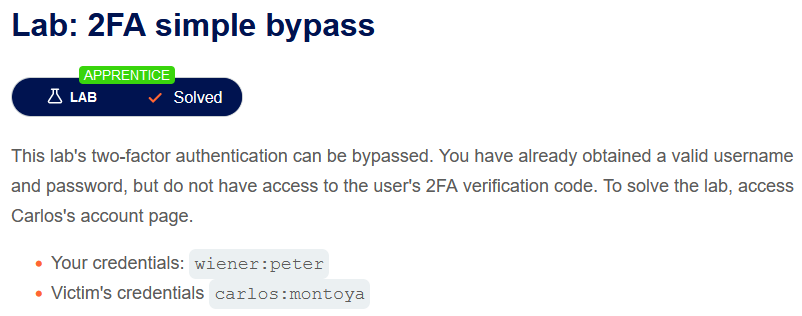 Lab: 2FA simple bypass
APPRENTICE
LAB Solved
This lab's two-factor authentication can be bypassed. You have already obtained a valid username
and password, but do not have access to the user's 2FA verification code. To solve the lab, access
Carlos's account page.
• Your credentials: wiener:peter
• Victim's credentials carlos:montoya